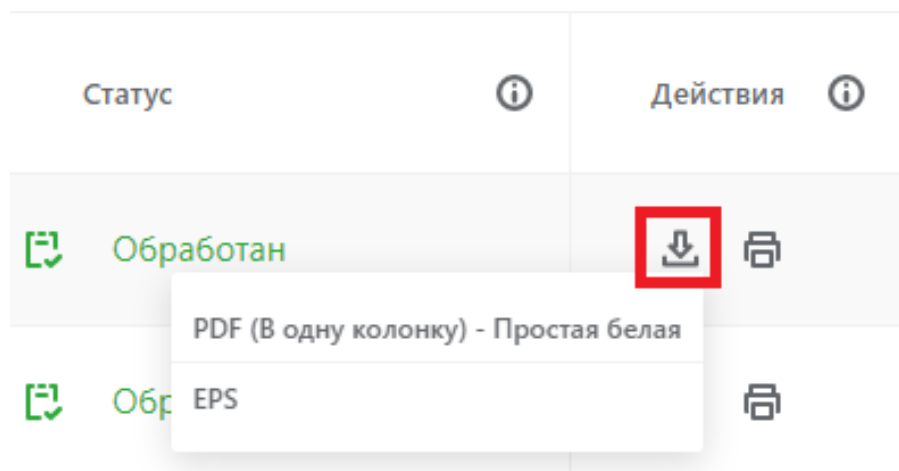 Статус
Действия
Обработан
PDF (В одну колонку) - Простая белая
EPS